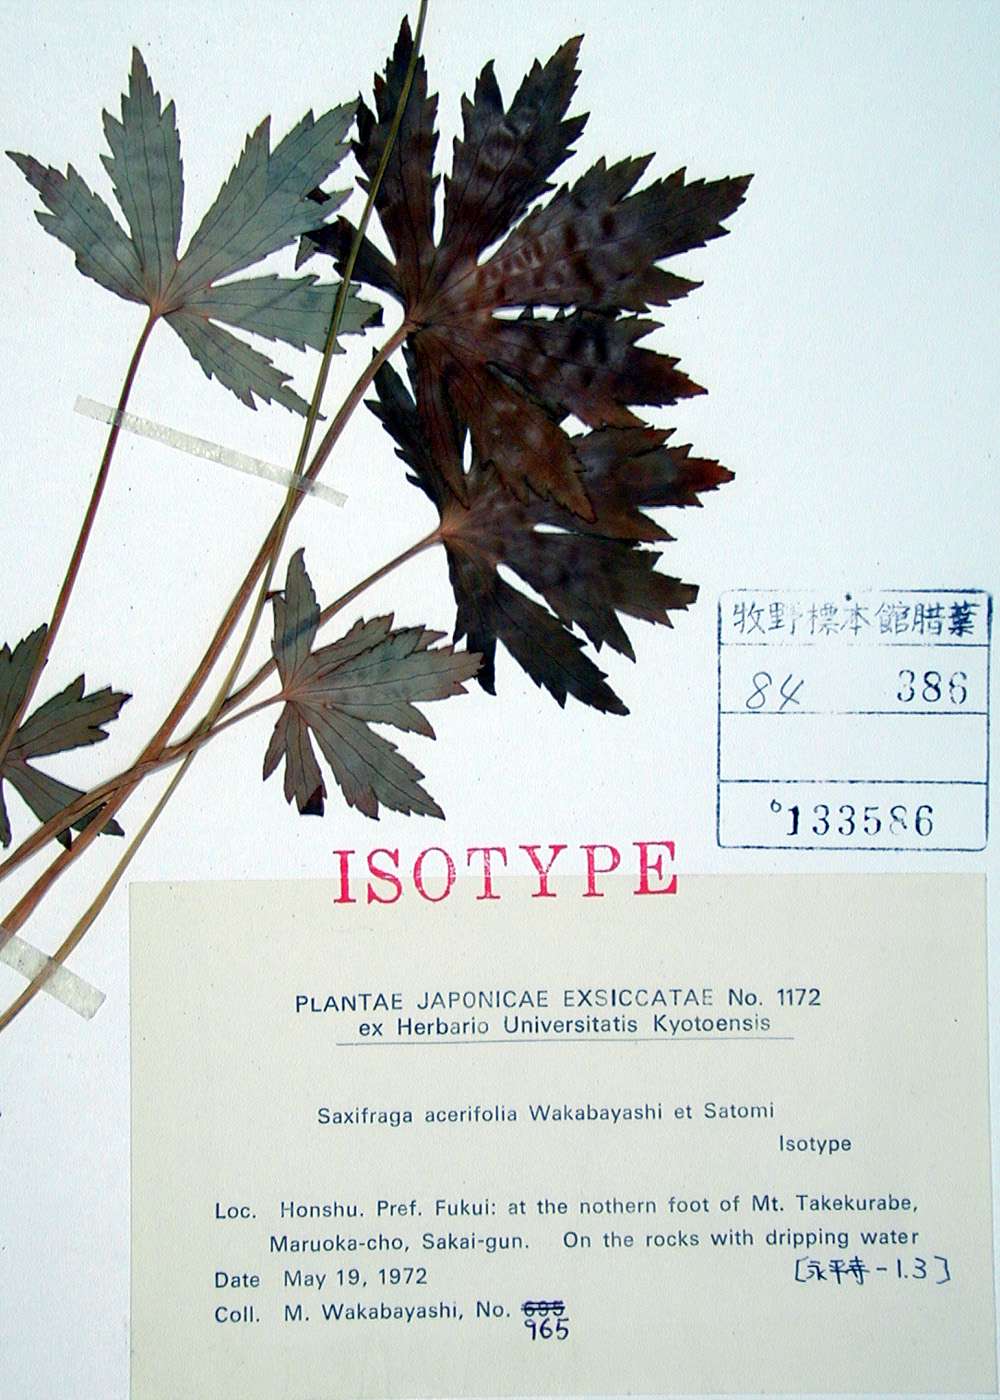 牧野標本館腊葉
84 386
133586
ISOTYPE
PLANTAE JAPONICAE EXSICCATAE No. 1172
ex Herbario Universitatis Kyotoensis
Saxifraga acerifolia Wakabayashi et Satomi
Isotype
Loc. Honshu. Pref. Fukui: at the nothern foot of Mt. Takekurabe,
Maruoka-cho, Sakai-gun. On the rocks with dripping water
[永平寺-1.3]
Date May 19, 1972
Coll. M. Wakabayashi, No. 695
965